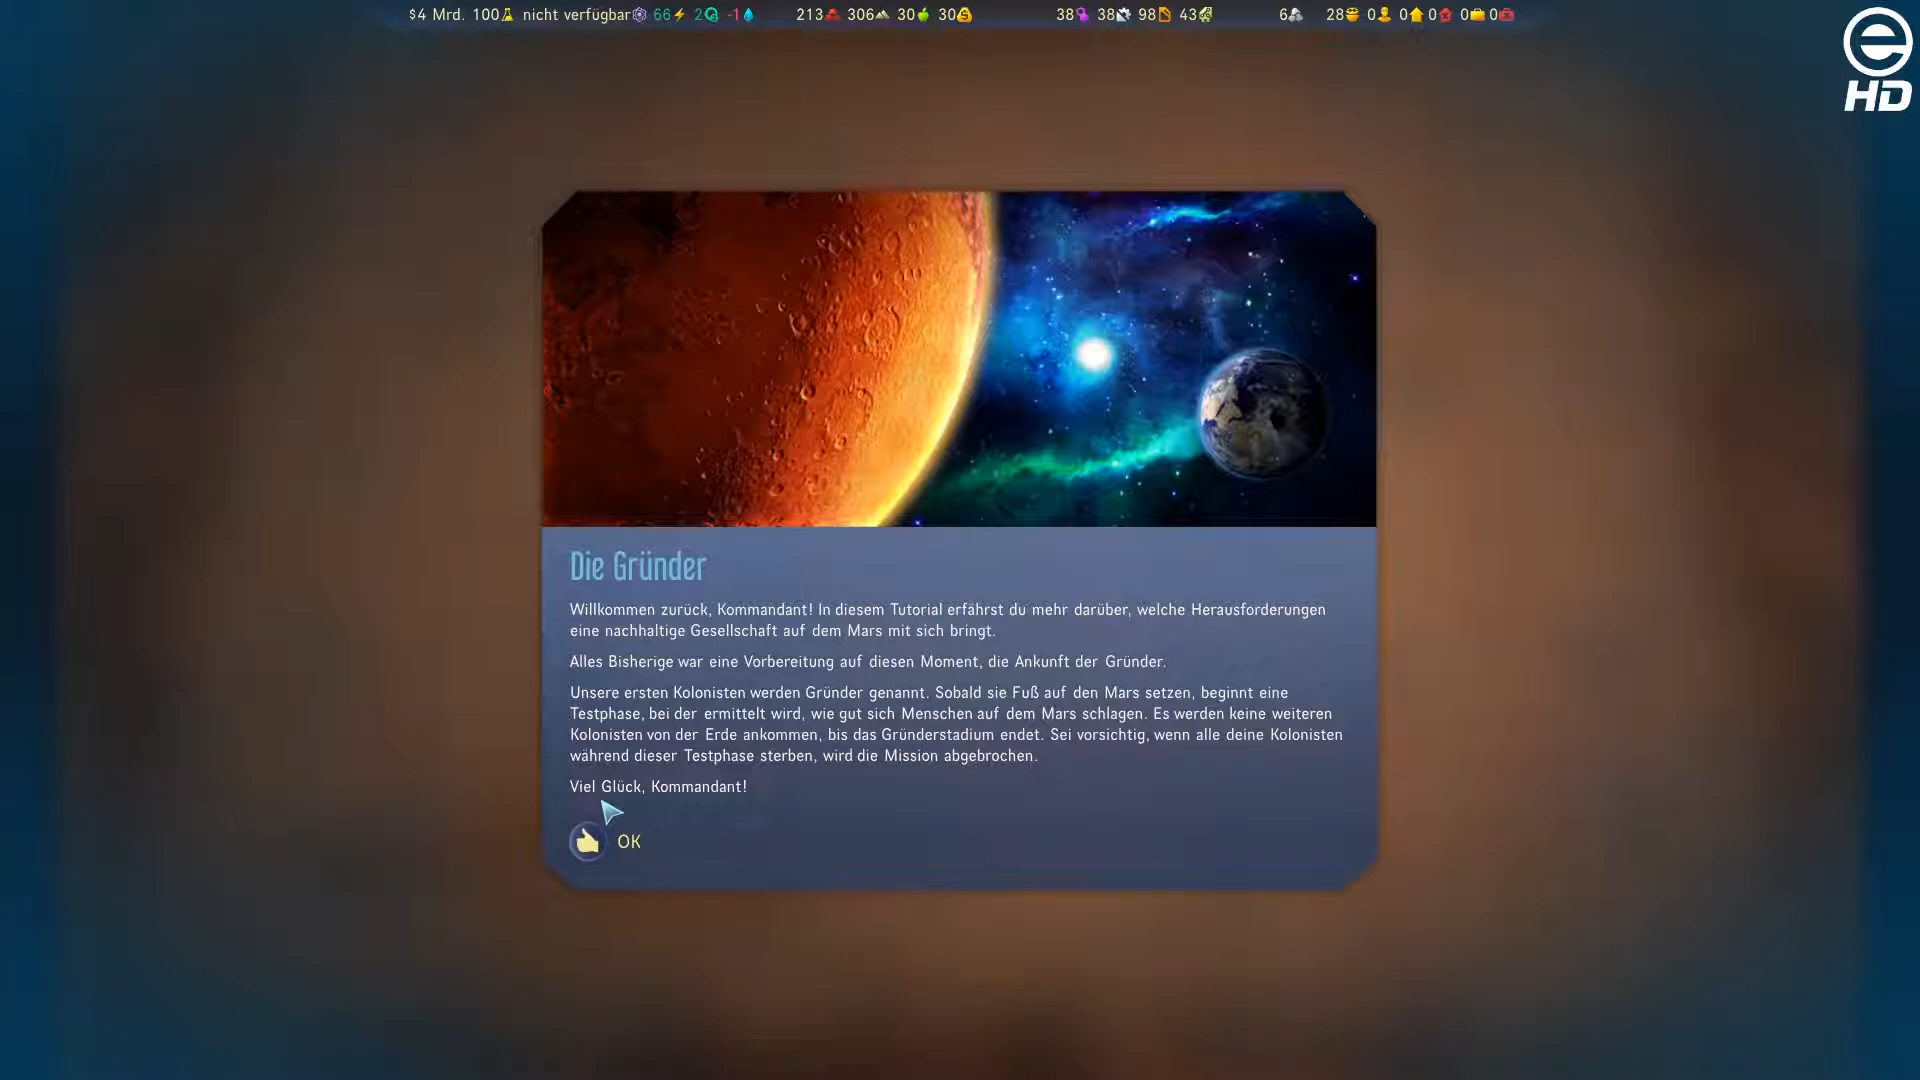 $4 Mrd. 100 nicht verfügbar 66 2 -1 213 306 30 30 38 38 98 43 6 28 0 0 0 0 0
e
HD
Die Gründer
Willkommen zurück, Kommandant! In diesem Tutorial erfährst du mehr darüber, welche Herausforderungen
eine nachhaltige Gesellschaft auf dem Mars mit sich bringt.
Alles Bisherige war eine Vorbereitung auf diesen Moment, die Ankunft der Gründer.
Unsere ersten Kolonisten werden Gründer genannt. Sobald sie Fuß auf den Mars setzen, beginnt eine
Testphase, bei der ermittelt wird, wie gut sich Menschen auf dem Mars schlagen. Es werden keine weiteren
Kolonisten von der Erde ankommen, bis das Gründerstadium endet. Sei vorsichtig, wenn alle deine Kolonisten
während dieser Testphase sterben, wird die Mission abgebrochen.
Viel Glück, Kommandant!
OK